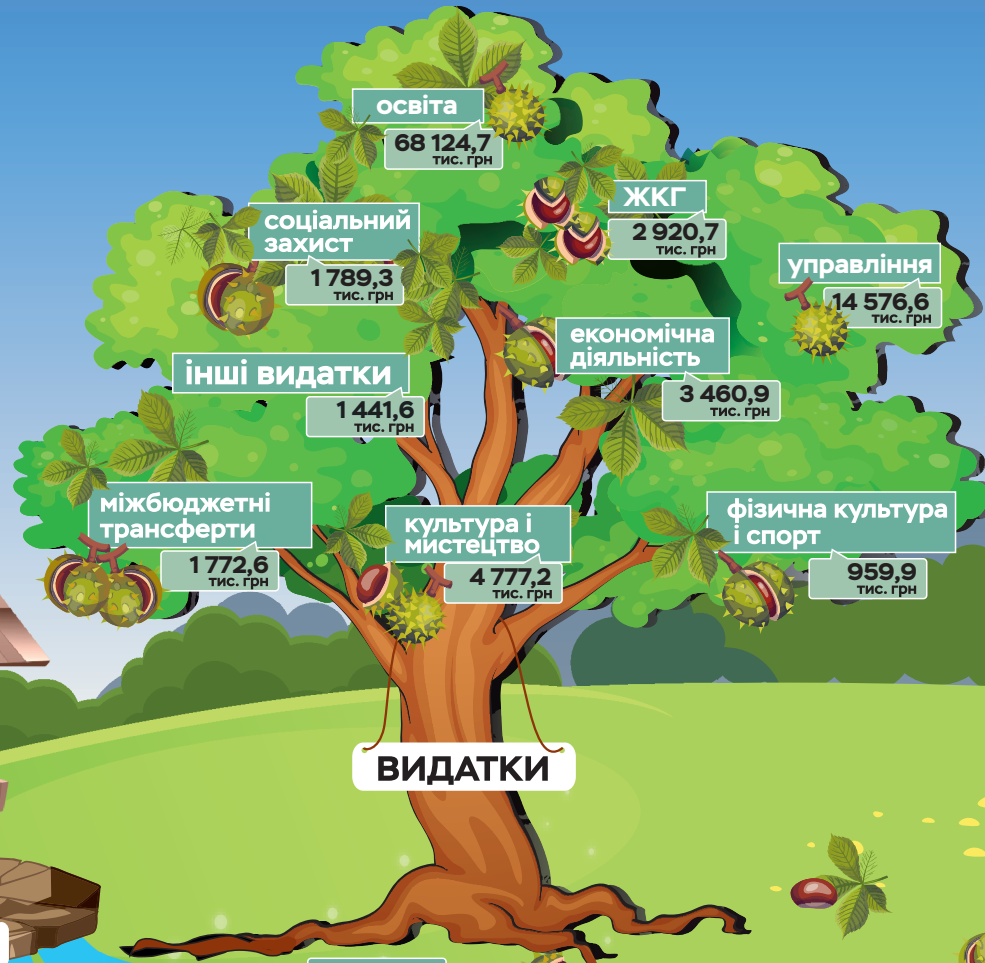 освіта
68 124,7
тис. грн
ЖКГ
2 920,7
тис. грн
соціальний
захист
1 789,3
тис. грн
управління
14 576,6
тис. грн
економічна
діяльність
3 460,9
тис. грн
інші видатки
1 441,6
тис. грн
міжбюджетні
трансферти
1 772,6
тис. грн
культура і
мистецтво
4 777,2
тис. грн
фізична культура
і спорт
959,9
тис. грн
ВИДАТКИ